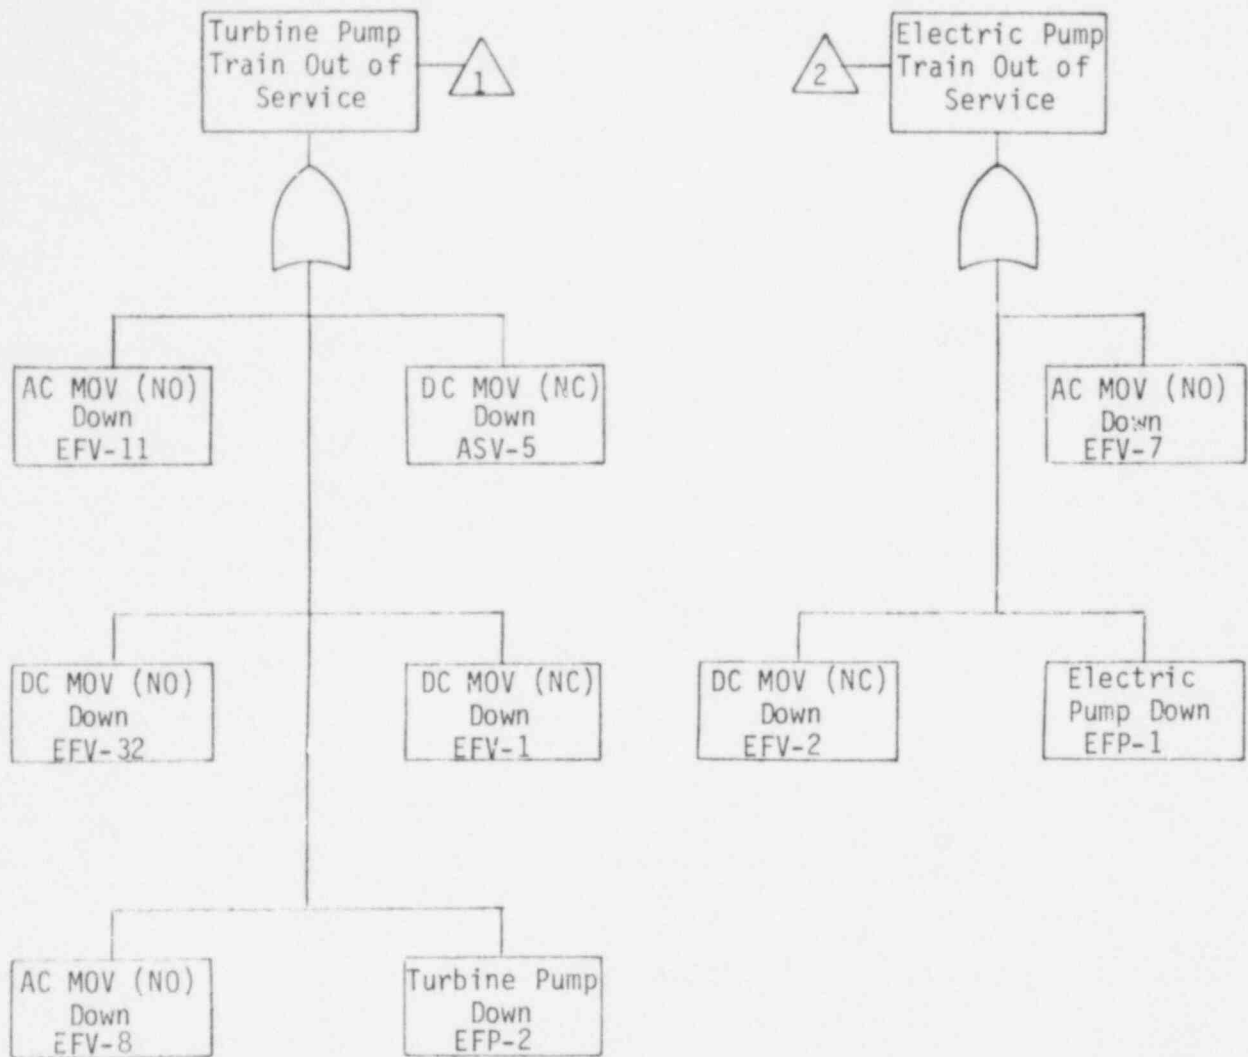 Turbine Pump
Train Out of
Service
1
2
Electric Pump
Train Out of
Service
AC MOV (NO)
Down
EFV-11
DC MOV (NC)
Down
ASV-5
AC MOV (NO)
Down
EFV-7
DC MOV (NO)
Down
EFV-32
DC MOV (NC)
Down
EFV-1
DC MOV (NC)
Down
EFV-2
Electric
Pump Down
EFP-1
AC MOV (NO)
Down
EFV-8
Turbine Pump
Down
EFP-2